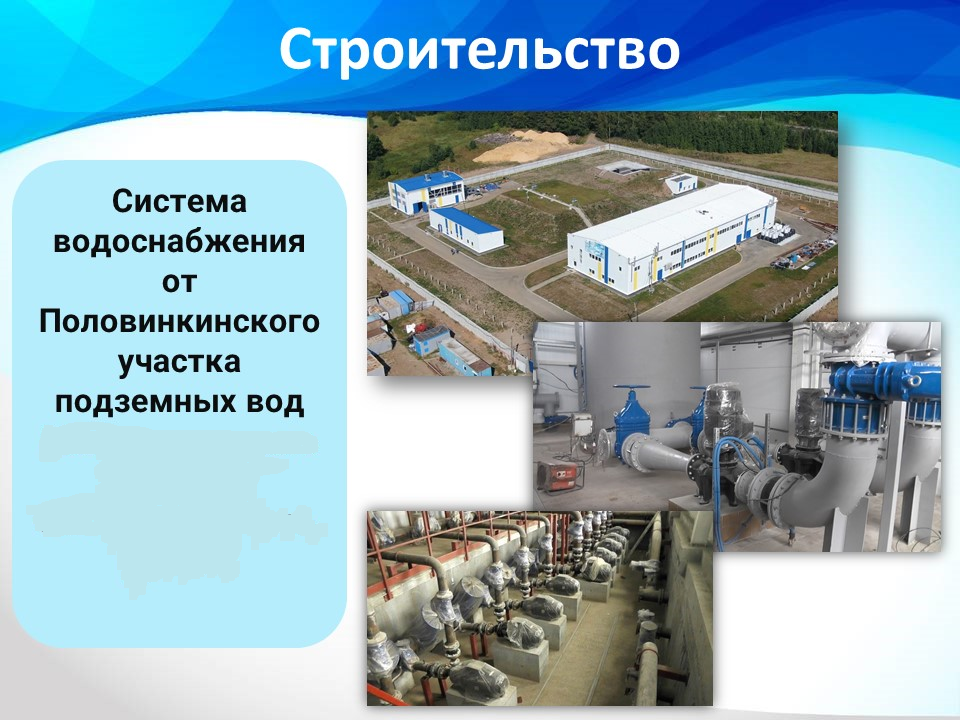 Строительство
Система
водоснабжения
от
Половинкинского
участка
подземных вод